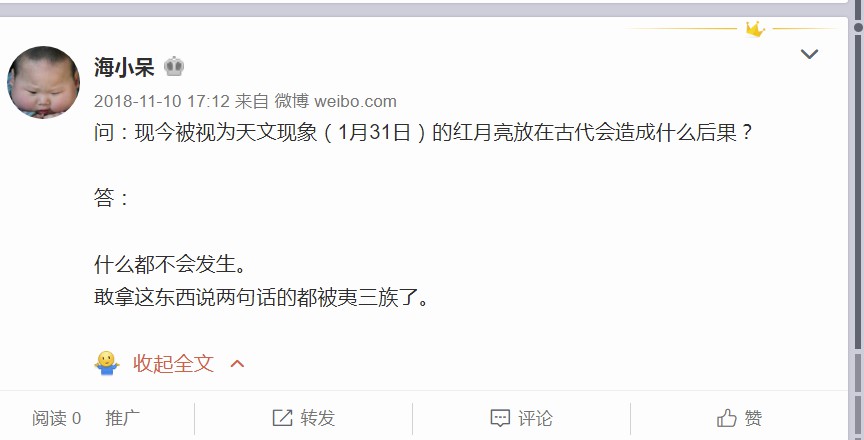 海小呆
2018-11-10 17:12 来自 微博 weibo.com
问：现今被视为天文现象（1月31日）的红月亮放在古代会造成什么后果？
答：
什么都不会发生。
敢拿这东西说两句话的都被夷三族了。
收起全文
阅读 0 推广 转发 评论 赞